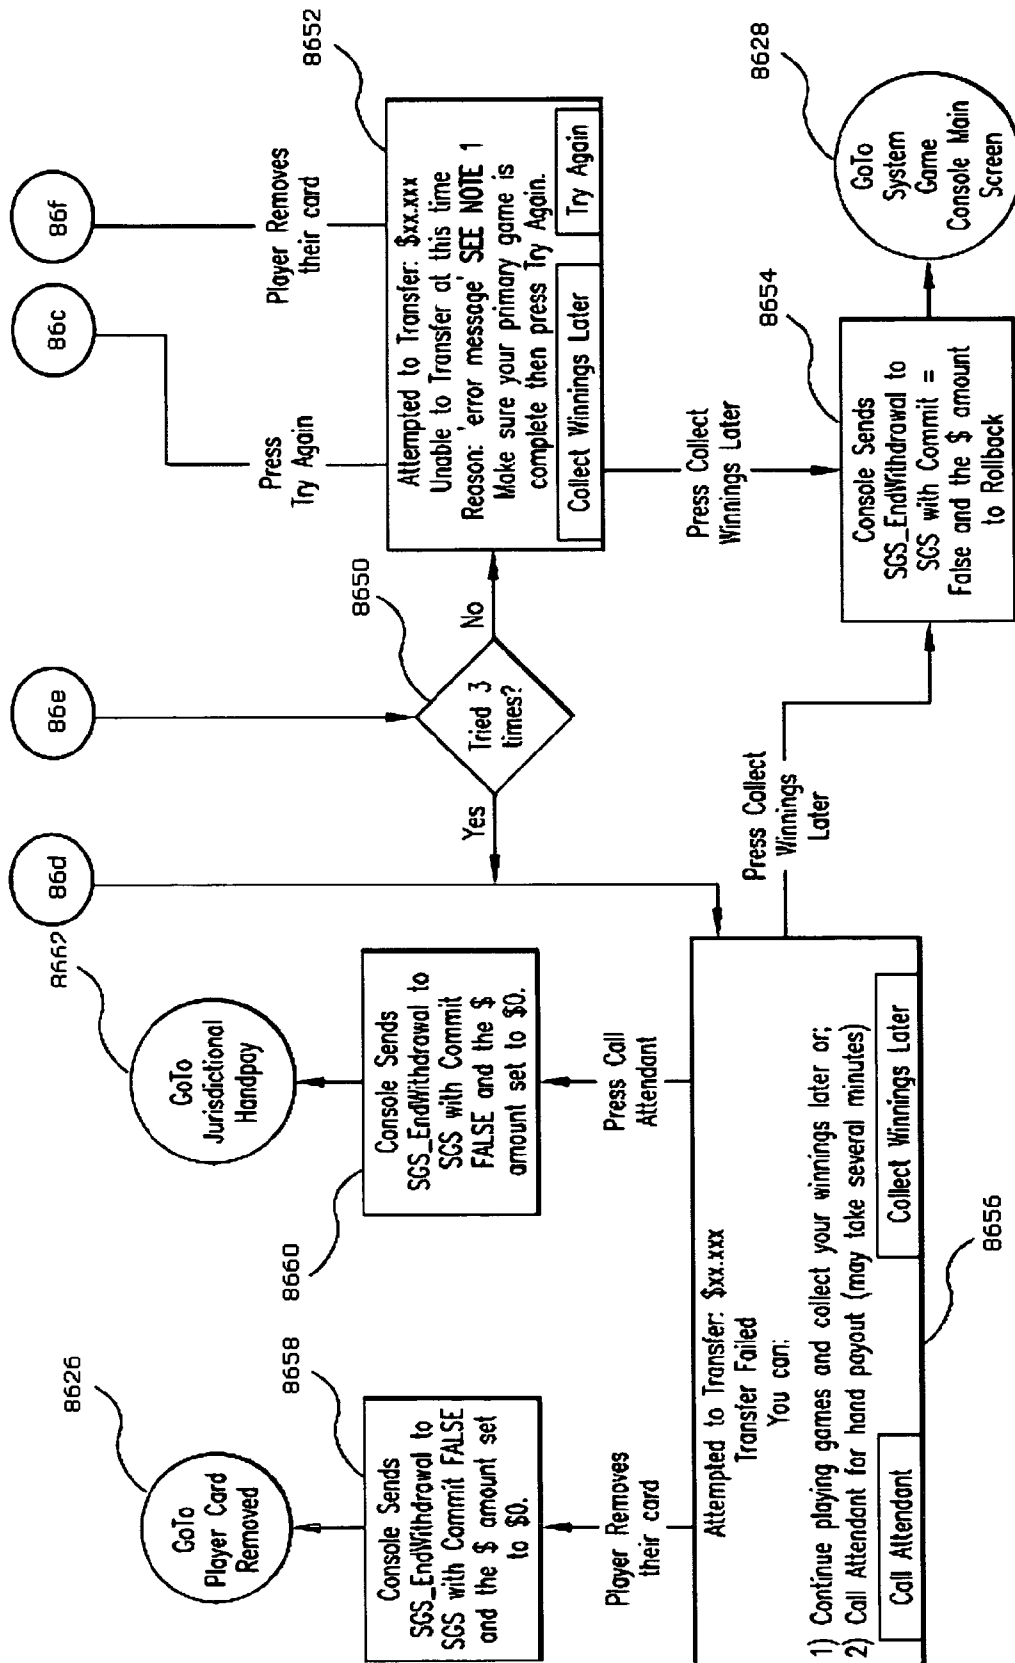 86f
86c
86e
86d
8662
8626
8652
Player Removes
their card
Press
Try Again
Attempted to Transfer: $xx.xxx
Unable to Transfer at this time
Reason: 'error message' SEE NOTE 1
Make sure your primary game is
complete then press Try Again.
Collect Winnings Later
Try Again
8650
Tried 3
times?
No
Yes
GoTo
Jurisdictional
Handpay
Console Sends
SGS_EndWithdrawal to
SGS with Commit
FALSE and the $
amount set to $0.
8660
Press Call
Attendant
GoTo
Player Card
Removed
8658
Console Sends
SGS_EndWithdrawal to
SGS with Commit FALSE
and the $ amount set
to $0.
Player Removes
their card
Attempted to Transfer: $xx.xxx
Transfer Failed
You can:
1) Continue playing games and collect your winnings later or;
2) Call Attendant for hand payout (may take several minutes)
Call Attendant
Collect Winnings Later
8656
Press Collect
Winnings
Later
Press Collect
Winnings Later
8654
Console Sends
SGS_EndWithdrawal to
SGS with Commit =
False and the $ amount
to Rollback
8628
GoTo
System
Game
Console Main
Screen